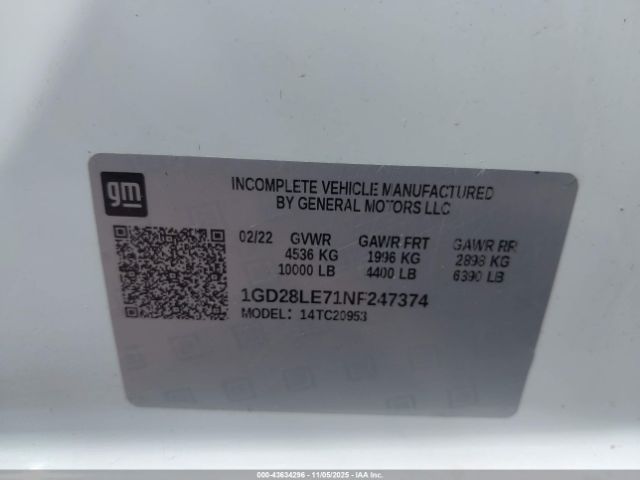 gm
INCOMPLETE VEHICLE MANUFACTURED
BY GENERAL MOTORS LLC
02/22 GVWR GAWR FRT GAWR RR
4536 KG 1996 KG 2898 KG
10000 LB 4400 LB 6390 LB
1GD28LE71NF247374
MODEL: 14TC20953
000-43634296 - 11/05/2025 - IAA Inc.